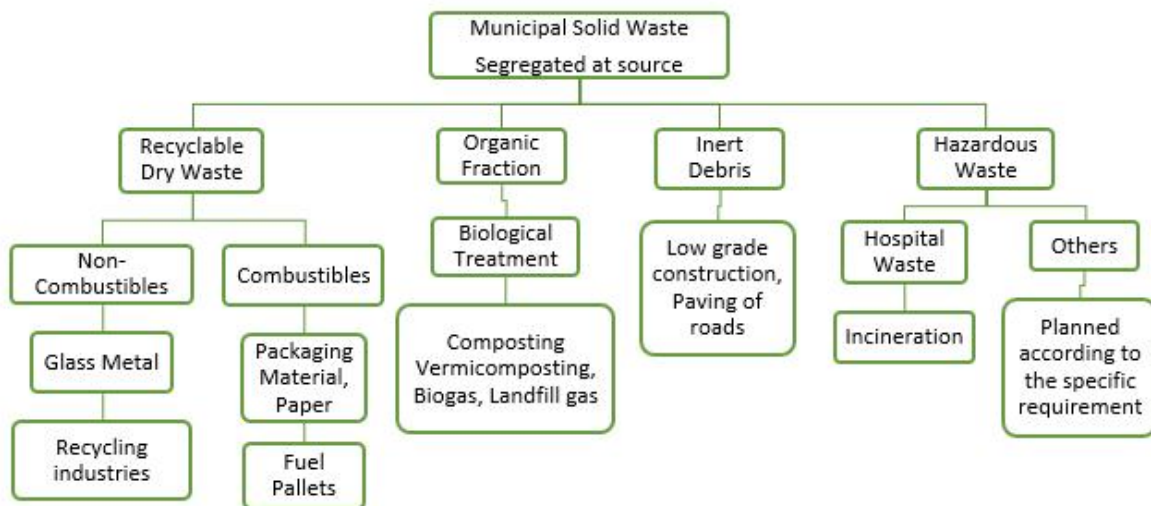 Municipal Solid Waste
Segregated at source
Recyclable
Dry Waste
Organic
Fraction
Inert
Debris
Hazardous
Waste
Non-
Combustibles
Combustibles
Biological
Treatment
Low grade
construction,
Paving of
roads
Hospital
Waste
Others
Glass Metal
Packaging
Material,
Paper
Composting
Vermicomposting,
Biogas, Landfill gas
Incineration
Planned
according to
the specific
requirement
Recycling
industries
Fuel
Pallets